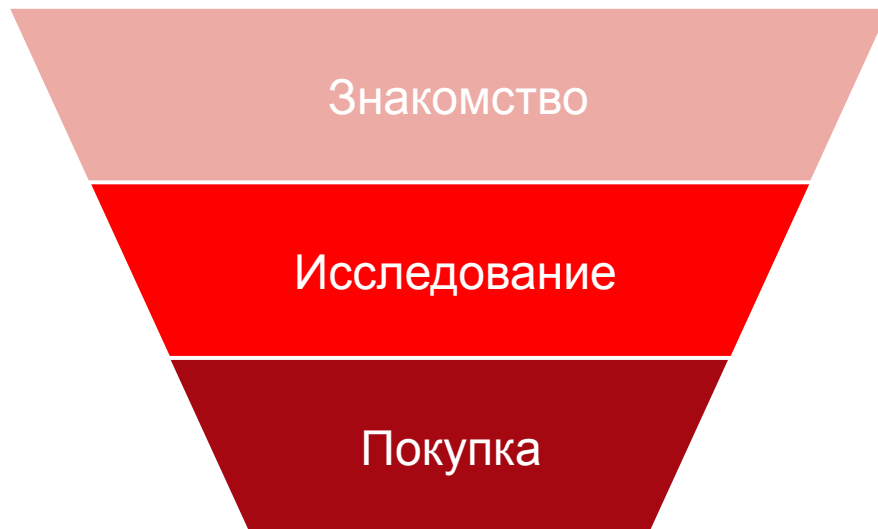 Знакомство
Исследование
Покупка